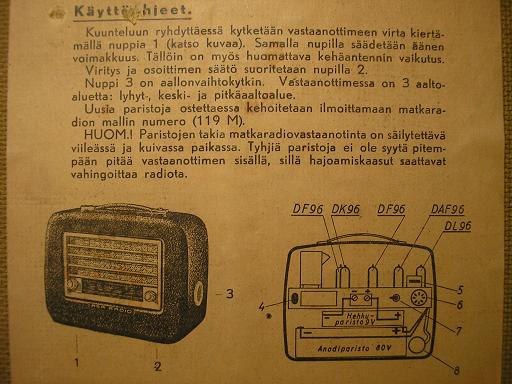 Käyttöohjeet.
Kuunteluun ryhdyttäessä kytketään vastaanottimeen virta kiertä-
mällä nuppia 1 (katso kuvaa). Samalla nupilla säädetään äänen
voimakkuus. Tällöin on myös huomattava kehäantennin vaikutus.
Viritys ja osoittimen säätö suoritetaan nupilla 2.
Nuppi 3 on aallonvaihtokytkin. Vastaanottimessa on 3 aalto-
aluetta: lyhyt-, keski- ja pitkäaaltoalue.
Uusia paristoja ostettaessa kehoitetaan ilmoittamaan matkara-
dion mallin numero (119 M).
HUOM.! Paristojen takia matkaradiovastaanotinta on säilytettävä
viileässä ja kuivassa paikassa. Tyhjiä paristoja ei ole syytä pitem-
pään pitää vastaanottimen sisällä, sillä hajoamiskaasut saattavat
vahingoittaa radiota.
DF96 DK96 DF96 DAF96
DL96
3
4
5
6
7
8
Hehku-
paristo 9V
Anodiparisto 80V
RADIO
1 2